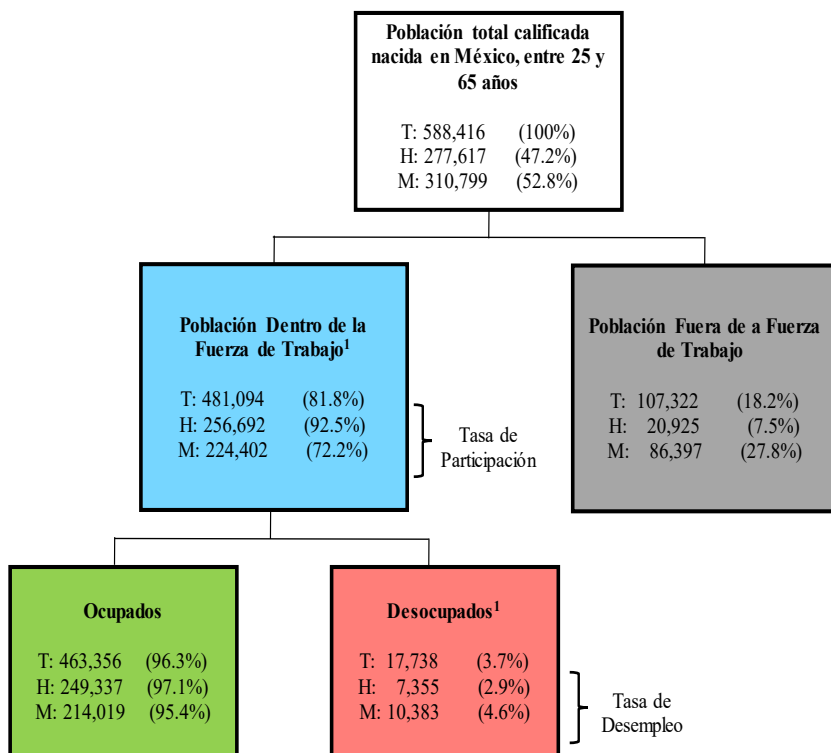 Población total calificada
nacida en México, entre 25 y
65 años
T: 588,416 (100%)
H: 277,617 (47.2%)
M: 310,799 (52.8%)
Población Dentro de la
Fuerza de Trabajo¹
T: 481,094 (81.8%)
H: 256,692 (92.5%)
M: 224,402 (72.2%)
Tasa de
Participación
Población Fuera de a Fuerza
de Trabajo
T: 107,322 (18.2%)
H: 20,925 (7.5%)
M: 86,397 (27.8%)
Ocupados
T: 463,356 (96.3%)
H: 249,337 (97.1%)
M: 214,019 (95.4%)
Desocupados¹
T: 17,738 (3.7%)
H: 7,355 (2.9%)
M: 10,383 (4.6%)
Tasa de
Desempleo